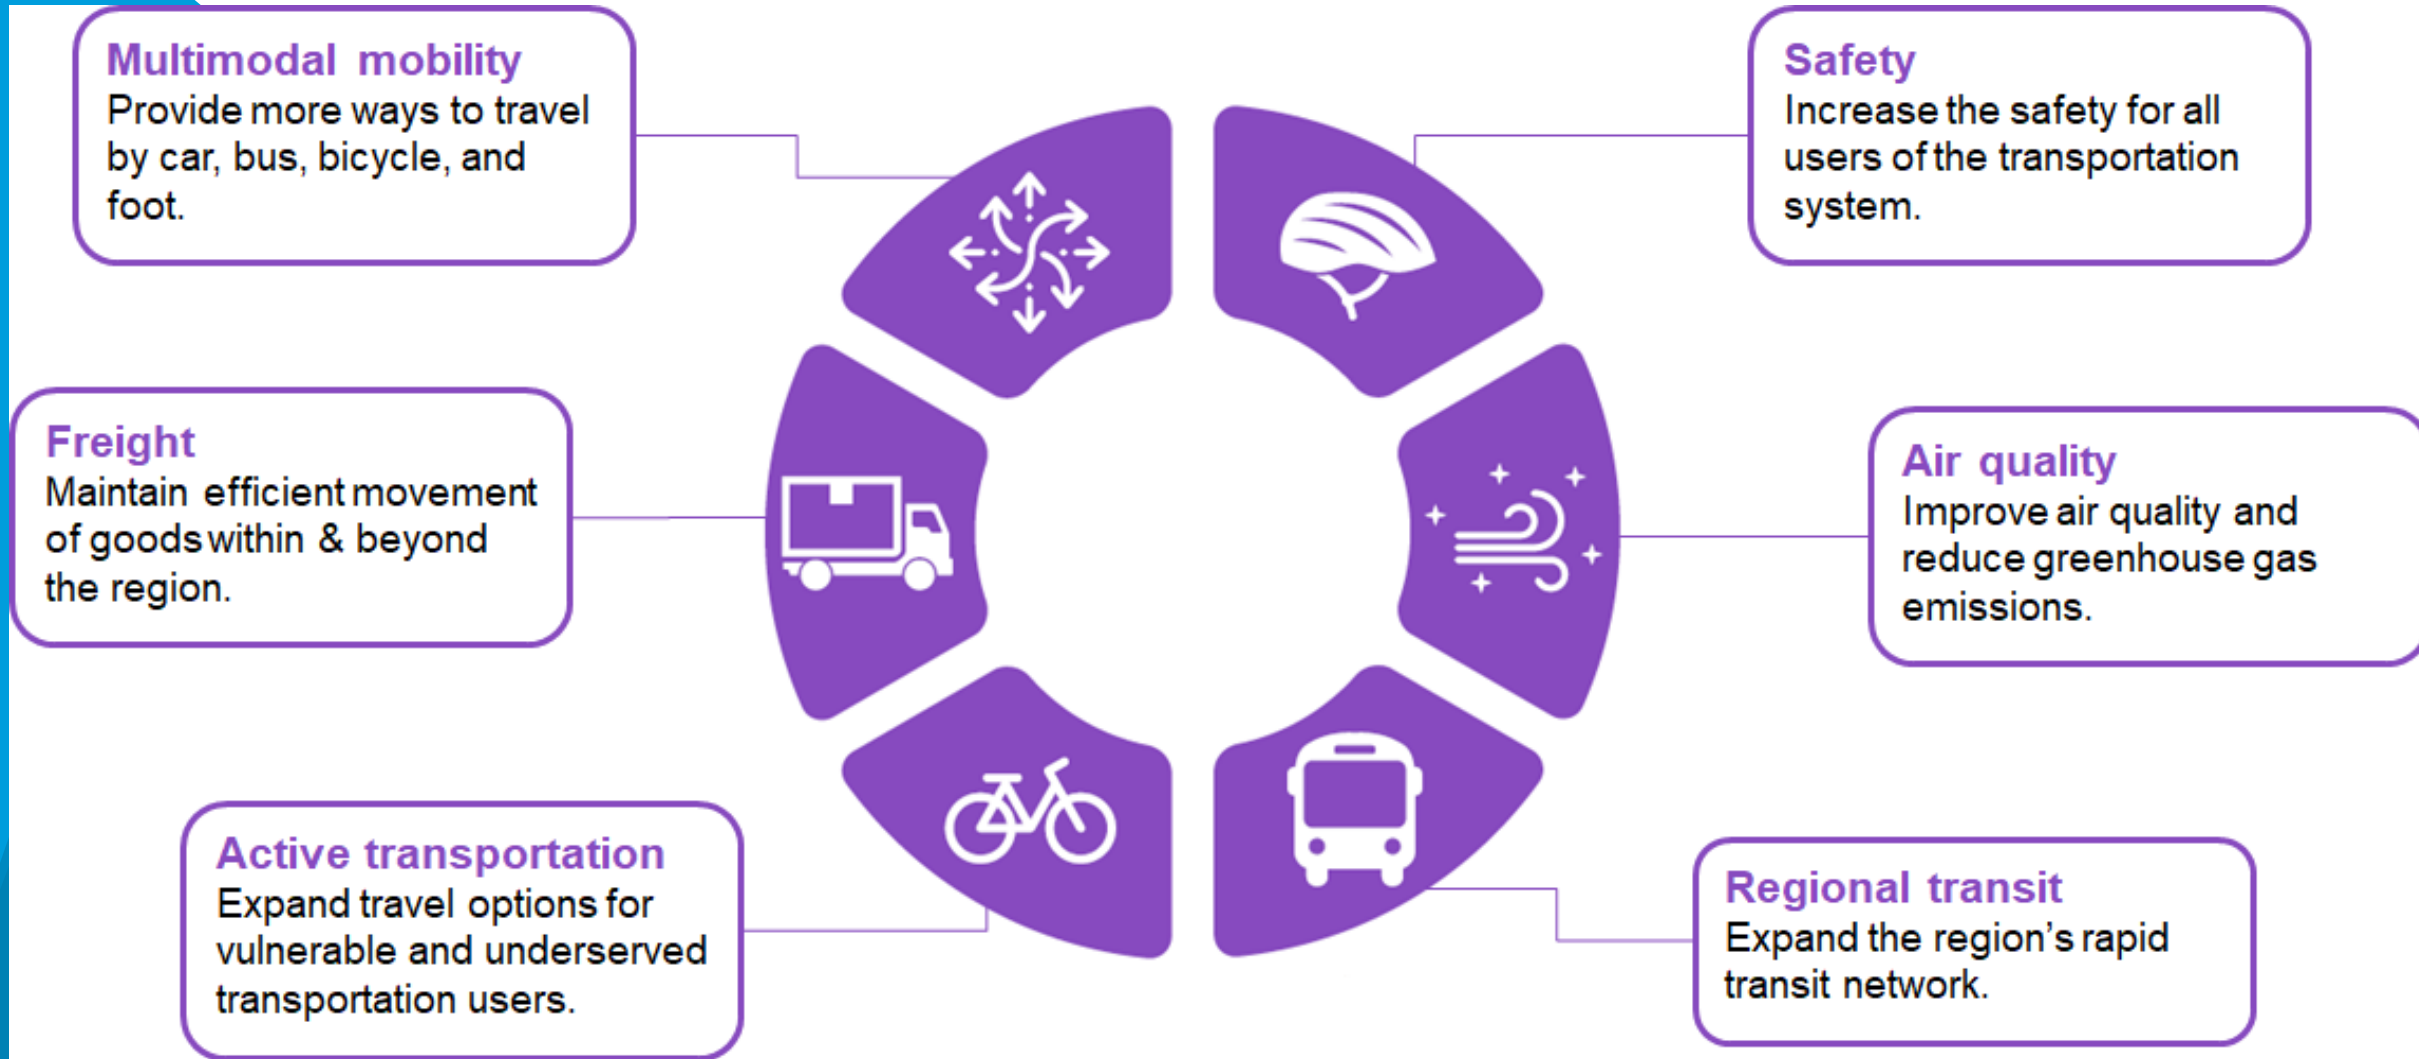 Multimodal mobility
Provide more ways to travel
by car, bus, bicycle, and
foot.
Safety
Increase the safety for all
users of the transportation
system.
Freight
Maintain efficient movement
of goods within & beyond
the region.
Air quality
Improve air quality and
reduce greenhouse gas
emissions.
Active transportation
Expand travel options for
vulnerable and underserved
transportation users.
Regional transit
Expand the region’s rapid
transit network.